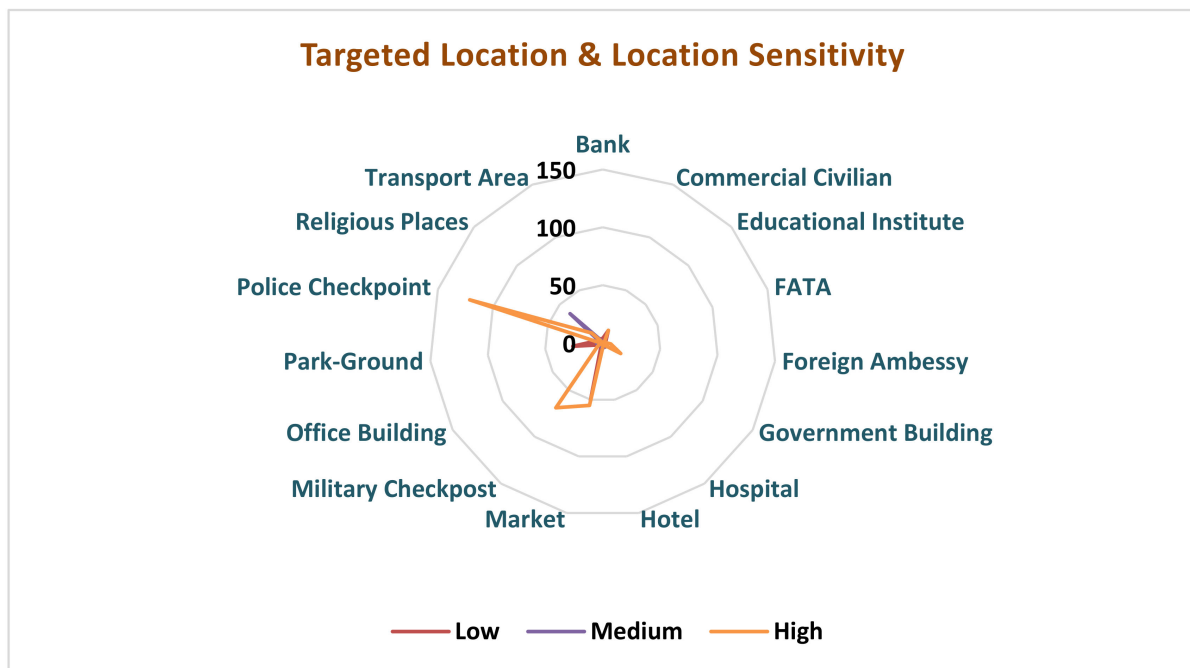 Targeted Location & Location Sensitivity
Bank
150
Transport Area
Commercial Civilian
Religious Places
Educational Institute
100
Police Checkpoint
50
FATA
0
Park-Ground
Foreign Ambessy
Office Building
Government Building
Military Checkpost
Hospital
Market
Hotel
Low
Medium
High